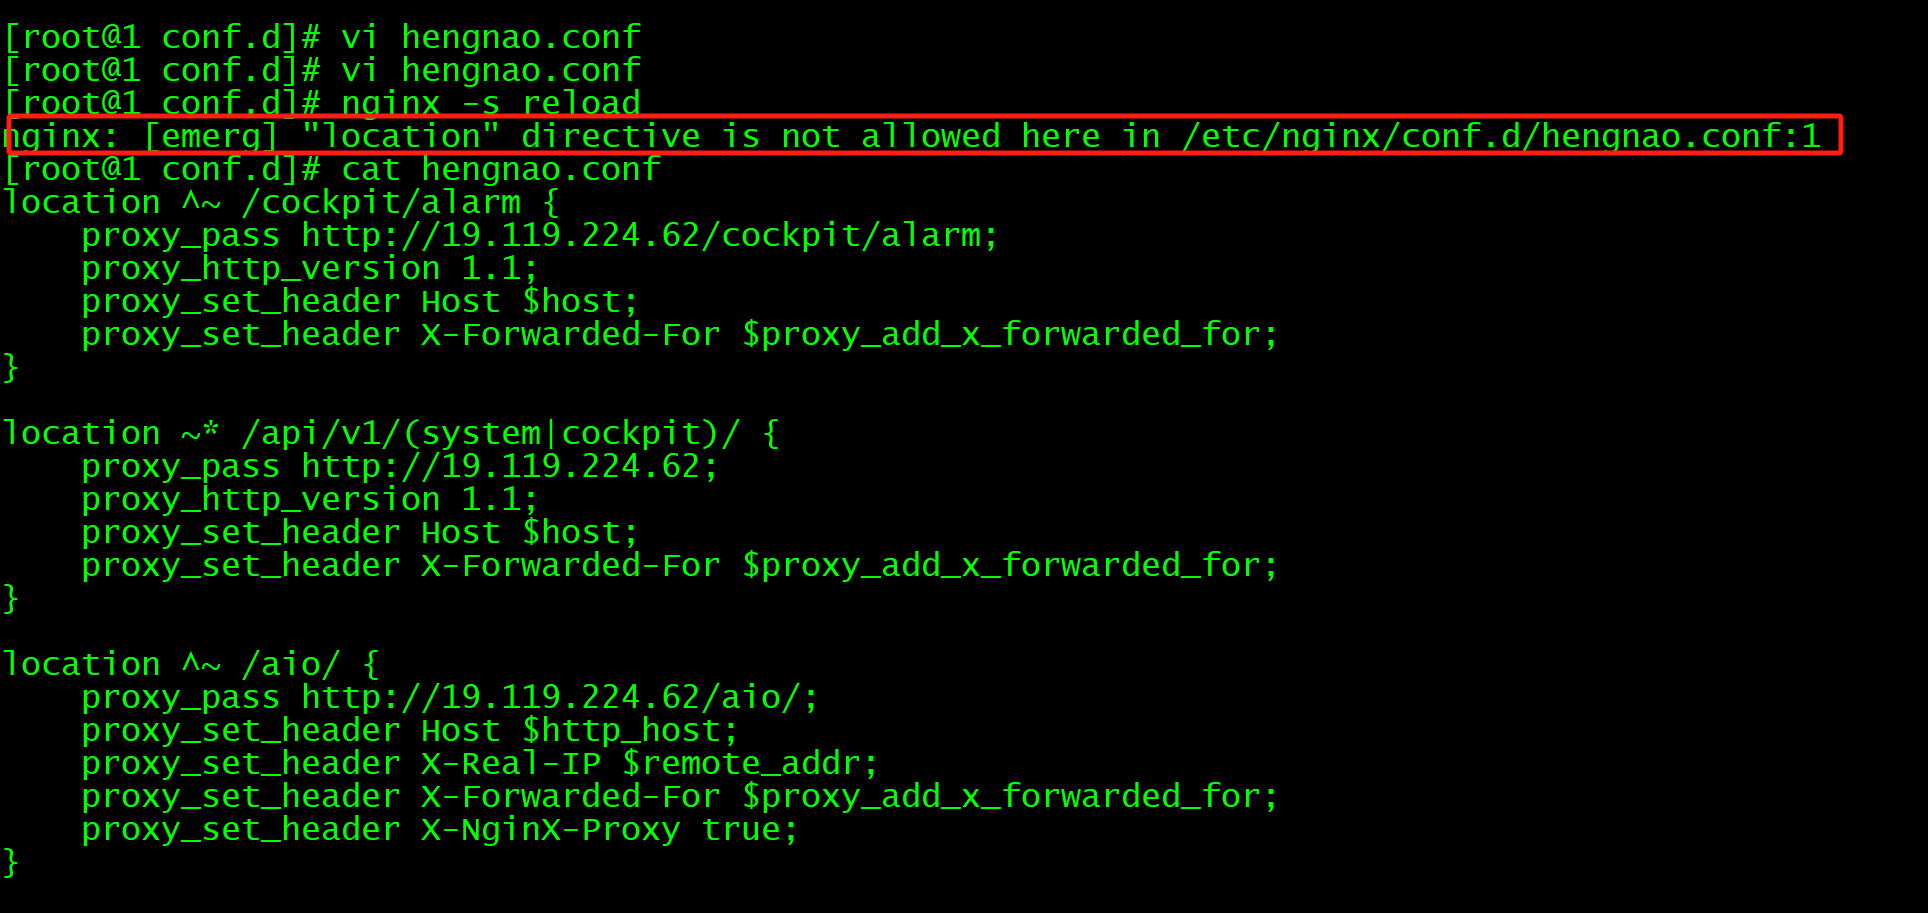 [root@1 conf.d]# vi hengnao.conf
[root@1 conf.d]# vi hengnao.conf
[root@1 conf.d]# nginx -s reload
nginx: [emerg] "location" directive is not allowed here in /etc/nginx/conf.d/hengnao.conf:1
[root@1 conf.d]# cat hengnao.conf
location ^~ /cockpit/alarm {
    proxy_pass http://19.119.224.62/cockpit/alarm;
    proxy_http_version 1.1;
    proxy_set_header Host $host;
    proxy_set_header X-Forwarded-For $proxy_add_x_forwarded_for;
}

location ~* /api/v1/(system|cockpit)/ {
    proxy_pass http://19.119.224.62;
    proxy_http_version 1.1;
    proxy_set_header Host $host;
    proxy_set_header X-Forwarded-For $proxy_add_x_forwarded_for;
}

location ^~ /aio/ {
    proxy_pass http://19.119.224.62/aio/;
    proxy_set_header Host $http_host;
    proxy_set_header X-Real-IP $remote_addr;
    proxy_set_header X-Forwarded-For $proxy_add_x_forwarded_for;
    proxy_set_header X-NginX-Proxy true;
}